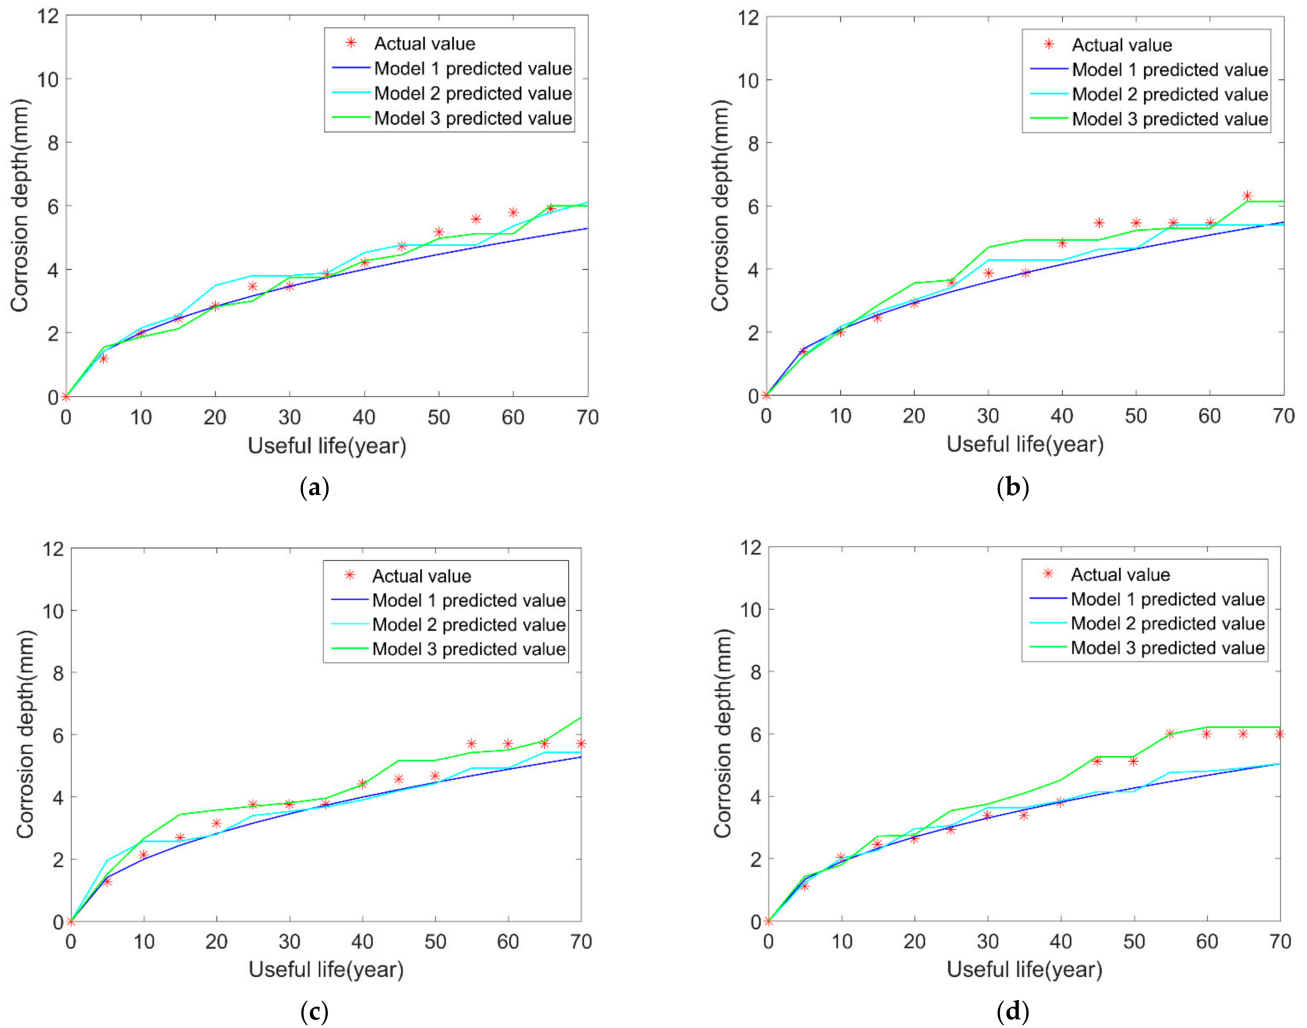 12
10
8
6
4
2
0
Corrosion depth(mm)
Actual value
Model 1 predicted value
Model 2 predicted value
Model 3 predicted value
0 10 20 30 40 50 60 70
Useful life(year)
(a)
12
10
8
6
4
2
0
Corrosion depth(mm)
Actual value
Model 1 predicted value
Model 2 predicted value
Model 3 predicted value
0 10 20 30 40 50 60 70
Useful life(year)
(b)
12
10
8
6
4
2
0
Corrosion depth(mm)
Actual value
Model 1 predicted value
Model 2 predicted value
Model 3 predicted value
0 10 20 30 40 50 60 70
Useful life(year)
(c)
12
10
8
6
4
2
0
Corrosion depth(mm)
Actual value
Model 1 predicted value
Model 2 predicted value
Model 3 predicted value
0 10 20 30 40 50 60 70
Useful life(year)
(d)